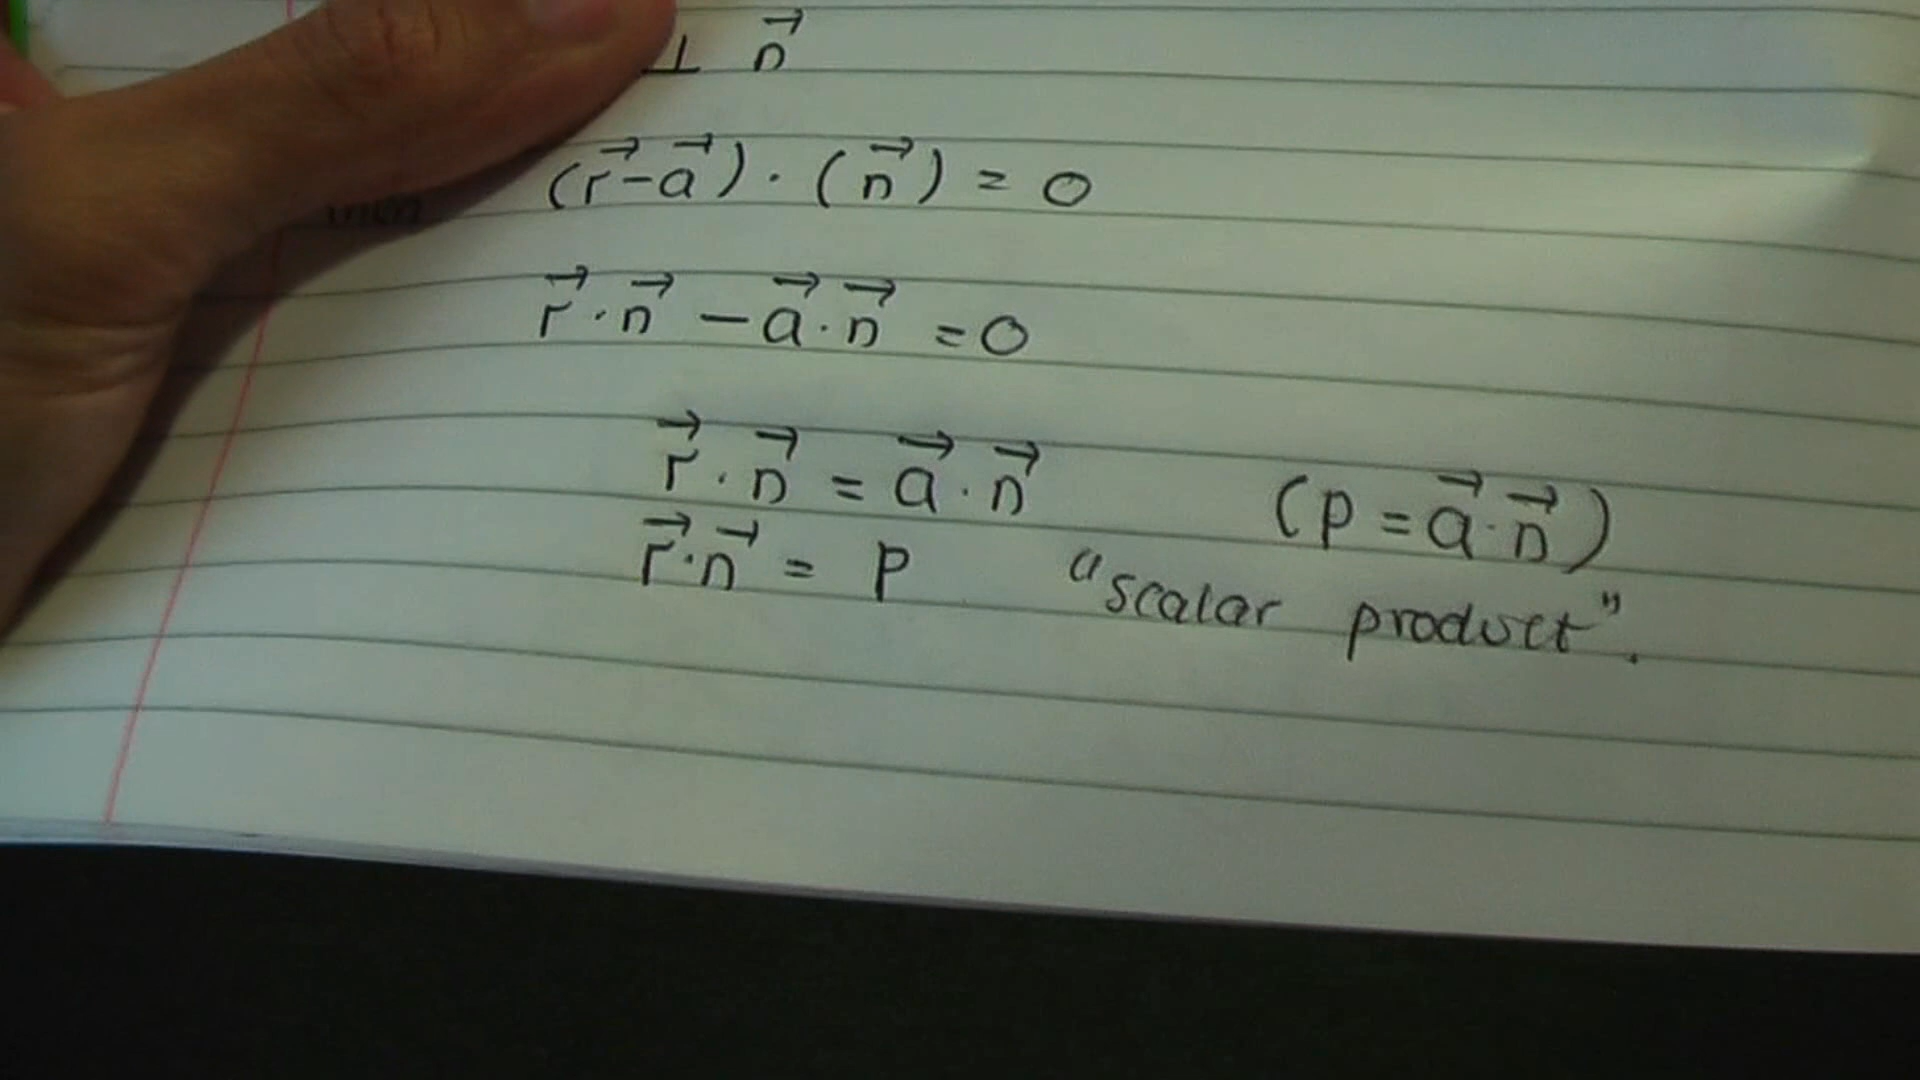 ⊥ n⃗
(r⃗-a⃗) · (n⃗) = 0
r⃗ · n⃗ - a⃗ · n⃗ = 0
r⃗ · n⃗ = a⃗ · n⃗ (p = a⃗ · n⃗)
r⃗ · n⃗ = p "scalar product".